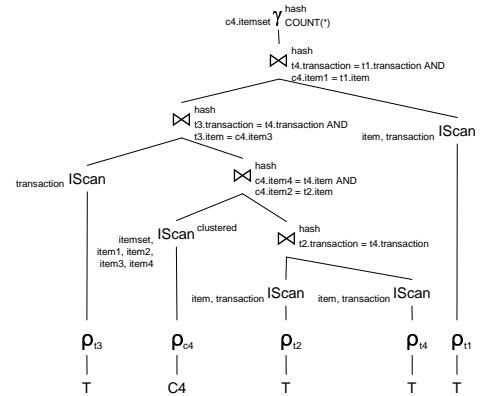 c4.itemset γ hash
COUNT(*)
⋈ hash
t4.transaction = t1.transaction AND
c4.item1 = t1.item
⋈ hash
t3.transaction = t4.transaction AND
t3.item = c4.item3
item, transaction IScan
transaction IScan
⋈ hash
c4.item4 = t4.item AND
c4.item2 = t2.item
itemset,
item1, item2,
item3, item4
IScan clustered
⋈ hash
t2.transaction = t4.transaction
item, transaction IScan item, transaction IScan
ρt3 ρc4 ρt2 ρt4 ρt1
T C4 T T T